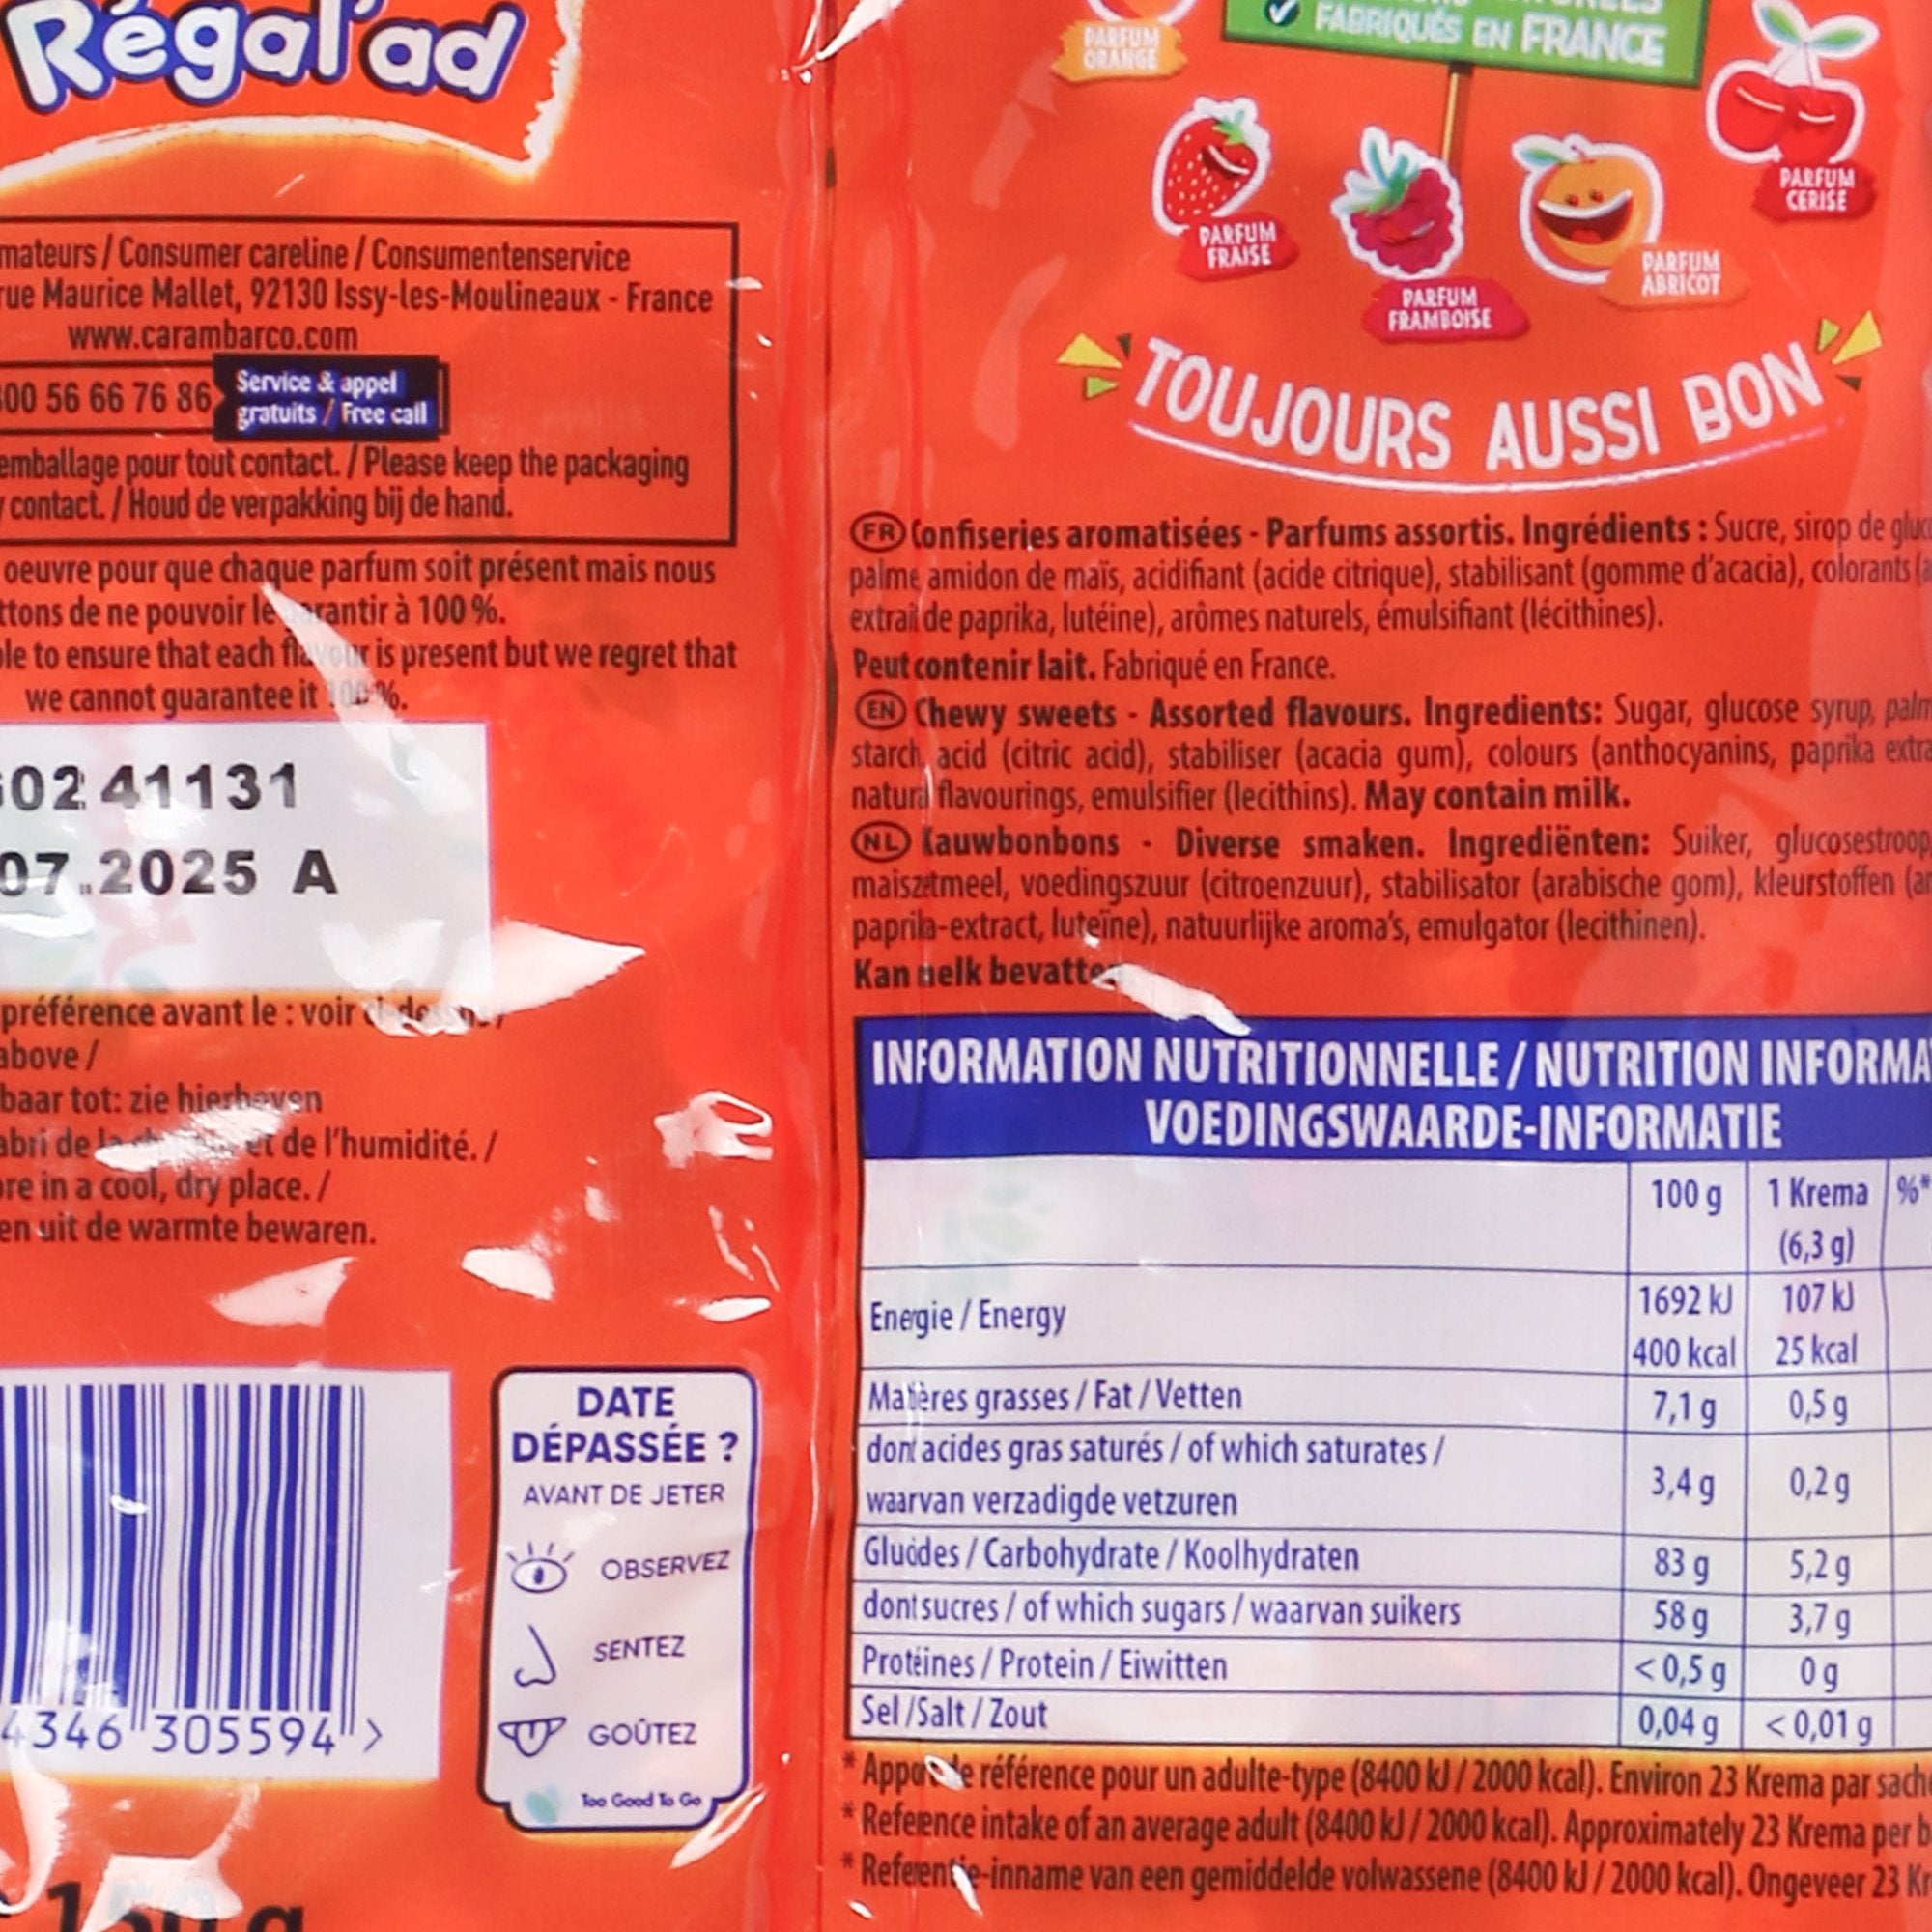 Régal'ad
mateurs / Consumer careline / Consumentenservice
rue Maurice Mallet, 92130 Issy-les-Moulineaux - France
www.carambarco.com
00 56 66 76 86
Service & appel
gratuits / Free call
emballage pour tout contact. / Please keep the packaging
contact. / Houd de verpakking bij de hand.
oeuvre pour que chaque parfum soit présent mais nous
ttons de ne pouvoir le garantir à 100 %.
ble to ensure that each flavour is present but we regret that
we cannot guarantee it 100 %.
02 41131
07.2025 A
préférence avant le : voir
above /
baar tot: zie hierboven
abri de la et de l'humidité. /
ore in a cool, dry place. /
en uit de warmte bewaren.
4346 305594 >
DATE
DÉPASSÉE ?
AVANT DE JETER
OBSERVEZ
SENTEZ
GOÛTEZ
Too Good To Go
150 g
FABRIQUÉS EN FRANCE
PARFUM
ORANGE
PARFUM
CERISE
PARFUM
FRAISE
PARFUM
FRAMBOISE
PARFUM
ABRICOT
TOUJOURS AUSSI BON
FR Confiseries aromatisées - Parfums assortis. Ingrédients : Sucre, sirop de gluc
palme amidon de maïs, acidifiant (acide citrique), stabilisant (gomme d'acacia), colorants (a
extrait de paprika, lutéine), arômes naturels, émulsifiant (lécithines).
Peut contenir lait. Fabriqué en France.
EN Chewy sweets - Assorted flavours. Ingredients: Sugar, glucose syrup, palm
starch, acid (citric acid), stabiliser (acacia gum), colours (anthocyanins, paprika extra
natural flavourings, emulsifier (lecithins). May contain milk.
NL Kauwbonbons - Diverse smaken. Ingrediënten: Suiker, glucosestroop,
maiszetmeel, voedingszuur (citroenzuur), stabilisator (arabische gom), kleurstoffen (an
paprika-extract, luteïne), natuurlijke aroma's, emulgator (lecithinen).
Kan melk bevatten
INFORMATION NUTRITIONNELLE / NUTRITION INFORMA
VOEDINGSWAARDE-INFORMATIE
100 g 1 Krema %*
(6,3 g)
Energie / Energy 1692 kJ 107 kJ
400 kcal 25 kcal
Matières grasses / Fat / Vetten 7,1 g 0,5 g
dont acides gras saturés / of which saturates /
waarvan verzadigde vetzuren 3,4 g 0,2 g
Glucides / Carbohydrate / Koolhydraten 83 g 5,2 g
dont sucres / of which sugars / waarvan suikers 58 g 3,7 g
Protéines / Protein / Eiwitten < 0,5 g 0 g
Sel / Salt / Zout 0,04 g < 0,01 g
* Apport de référence pour un adulte-type (8400 kJ / 2000 kcal). Environ 23 Krema par sach
* Reference intake of an average adult (8400 kJ / 2000 kcal). Approximately 23 Krema per b
* Referentie-inname van een gemiddelde volwassene (8400 kJ / 2000 kcal). Ongeveer 23 Kr